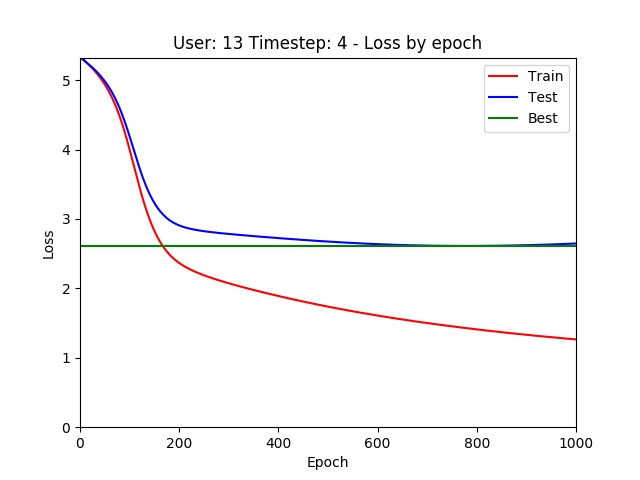 User: 13 Timestep: 4 - Loss by epoch
Train
Test
Best
5
4
3
2
1
0
Loss
0 200 400 600 800 1000
Epoch